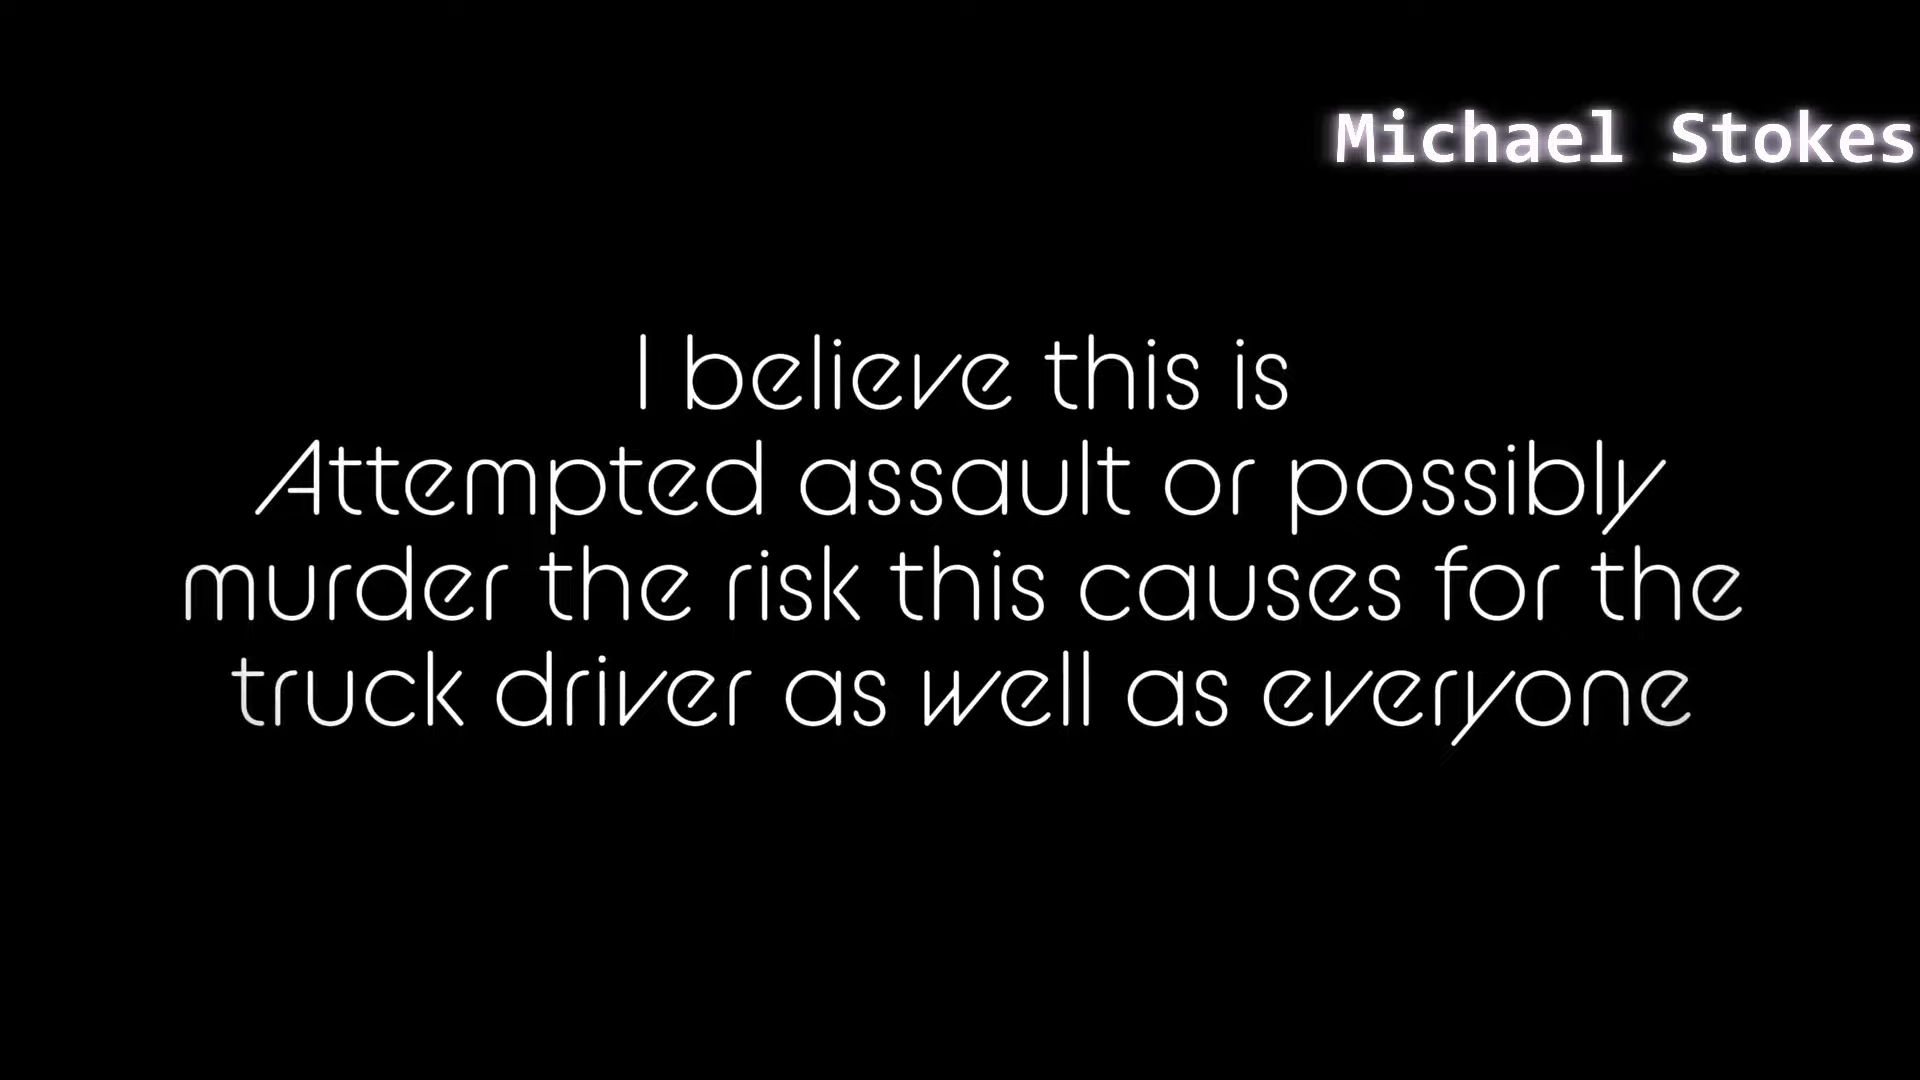 Michael Stokes
I believe this is
Attempted assault or possibly
murder the risk this causes for the
truck driver as well as everyone